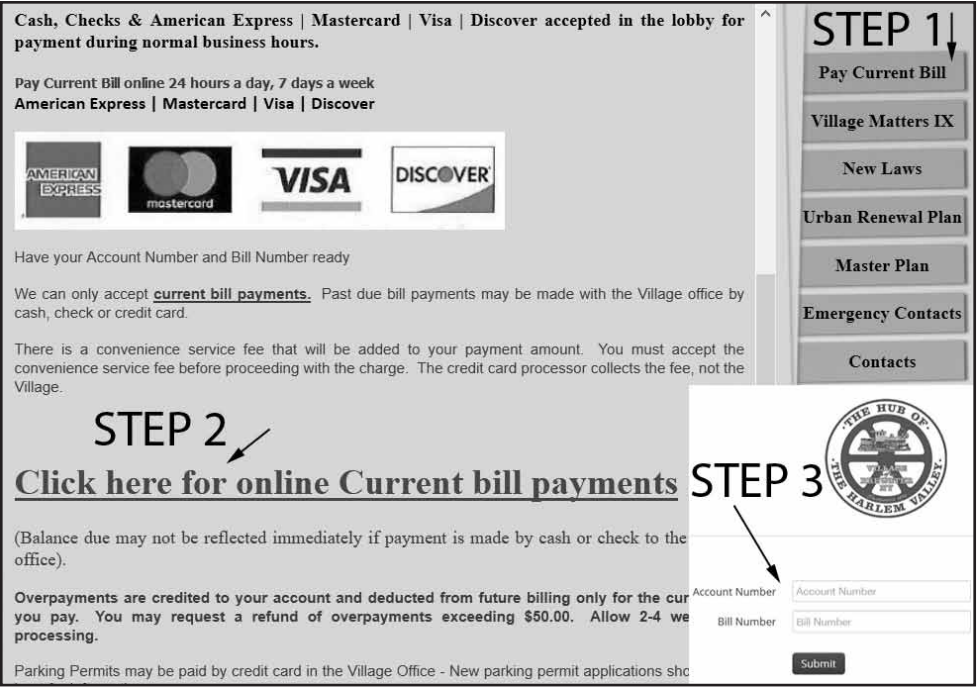 Cash, Checks & American Express | Mastercard | Visa | Discover accepted in the lobby for
payment during normal business hours.
Pay Current Bill online 24 hours a day, 7 days a week
American Express | Mastercard | Visa | Discover
AMERICAN
EXPRESS
mastercard
VISA
DISCOVER
Have your Account Number and Bill Number ready
We can only accept current bill payments. Past due bill payments may be made with the Village office by
cash, check or credit card.
There is a convenience service fee that will be added to your payment amount. You must accept the
convenience service fee before proceeding with the charge. The credit card processor collects the fee, not the
Village.
STEP 2
Click here for online Current bill payments
(Balance due may not be reflected immediately if payment is made by cash or check to the
office).
Overpayments are credited to your account and deducted from future billing only for the cur
you pay. You may request a refund of overpayments exceeding $50.00. Allow 2-4 we
processing.
Parking Permits may be paid by credit card in the Village Office - New parking permit applications sho
STEP 1
Pay Current Bill
Village Matters IX
New Laws
Urban Renewal Plan
Master Plan
Emergency Contacts
Contacts
STEP 3
THE HUB OF
THE HARLEM VALLEY
Account Number
Account Number
Bill Number
Bill Number
Submit